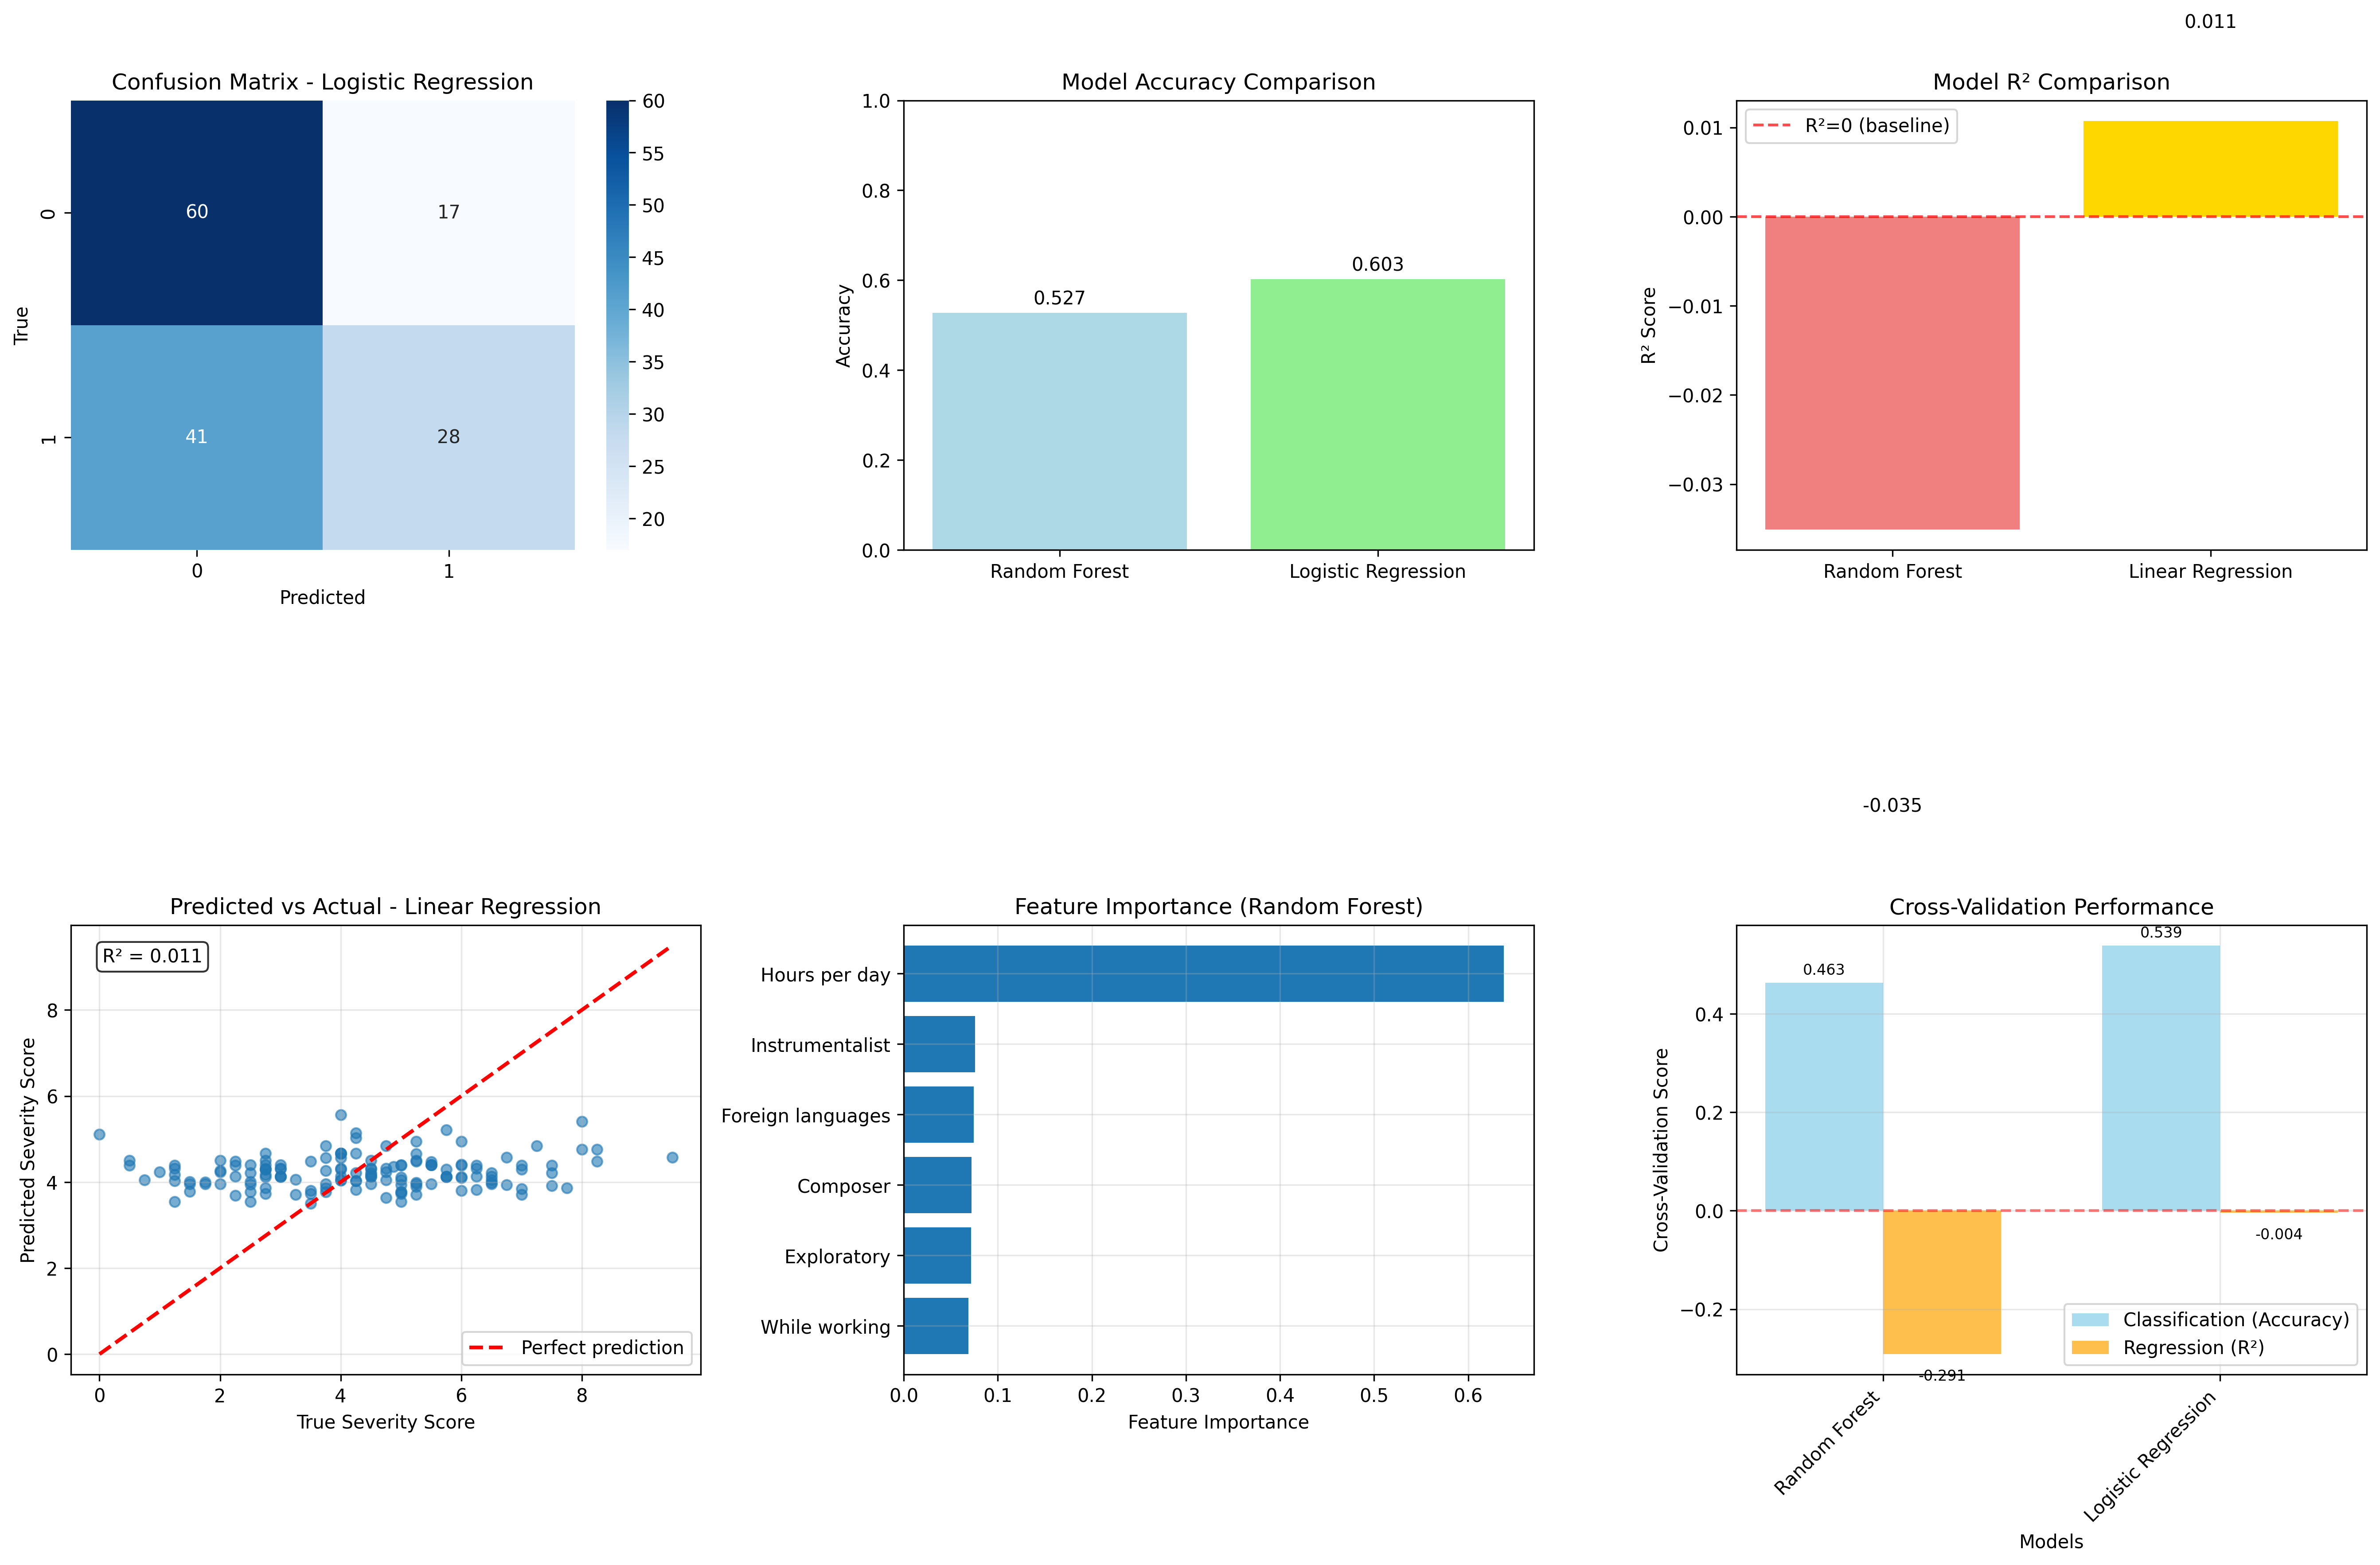 0.011
Confusion Matrix - Logistic Regression
60
17
41
28
0
1
True
0
1
Predicted
60
55
50
45
40
35
30
25
20
Model Accuracy Comparison
1.0
0.8
0.6
0.4
0.2
0.0
Accuracy
0.527
0.603
Random Forest
Logistic Regression
Model R² Comparison
R²=0 (baseline)
0.01
0.00
−0.01
−0.02
−0.03
R² Score
Random Forest
Linear Regression
-0.035
Predicted vs Actual - Linear Regression
R² = 0.011
8
6
4
2
0
Predicted Severity Score
Perfect prediction
0
2
4
6
8
True Severity Score
Feature Importance (Random Forest)
Hours per day
Instrumentalist
Foreign languages
Composer
Exploratory
While working
0.0
0.1
0.2
0.3
0.4
0.5
0.6
Feature Importance
Cross-Validation Performance
0.539
0.463
0.4
0.2
0.0
−0.2
Cross-Validation Score
-0.004
Classification (Accuracy)
Regression (R²)
-0.291
Random Forest
Logistic Regression
Models